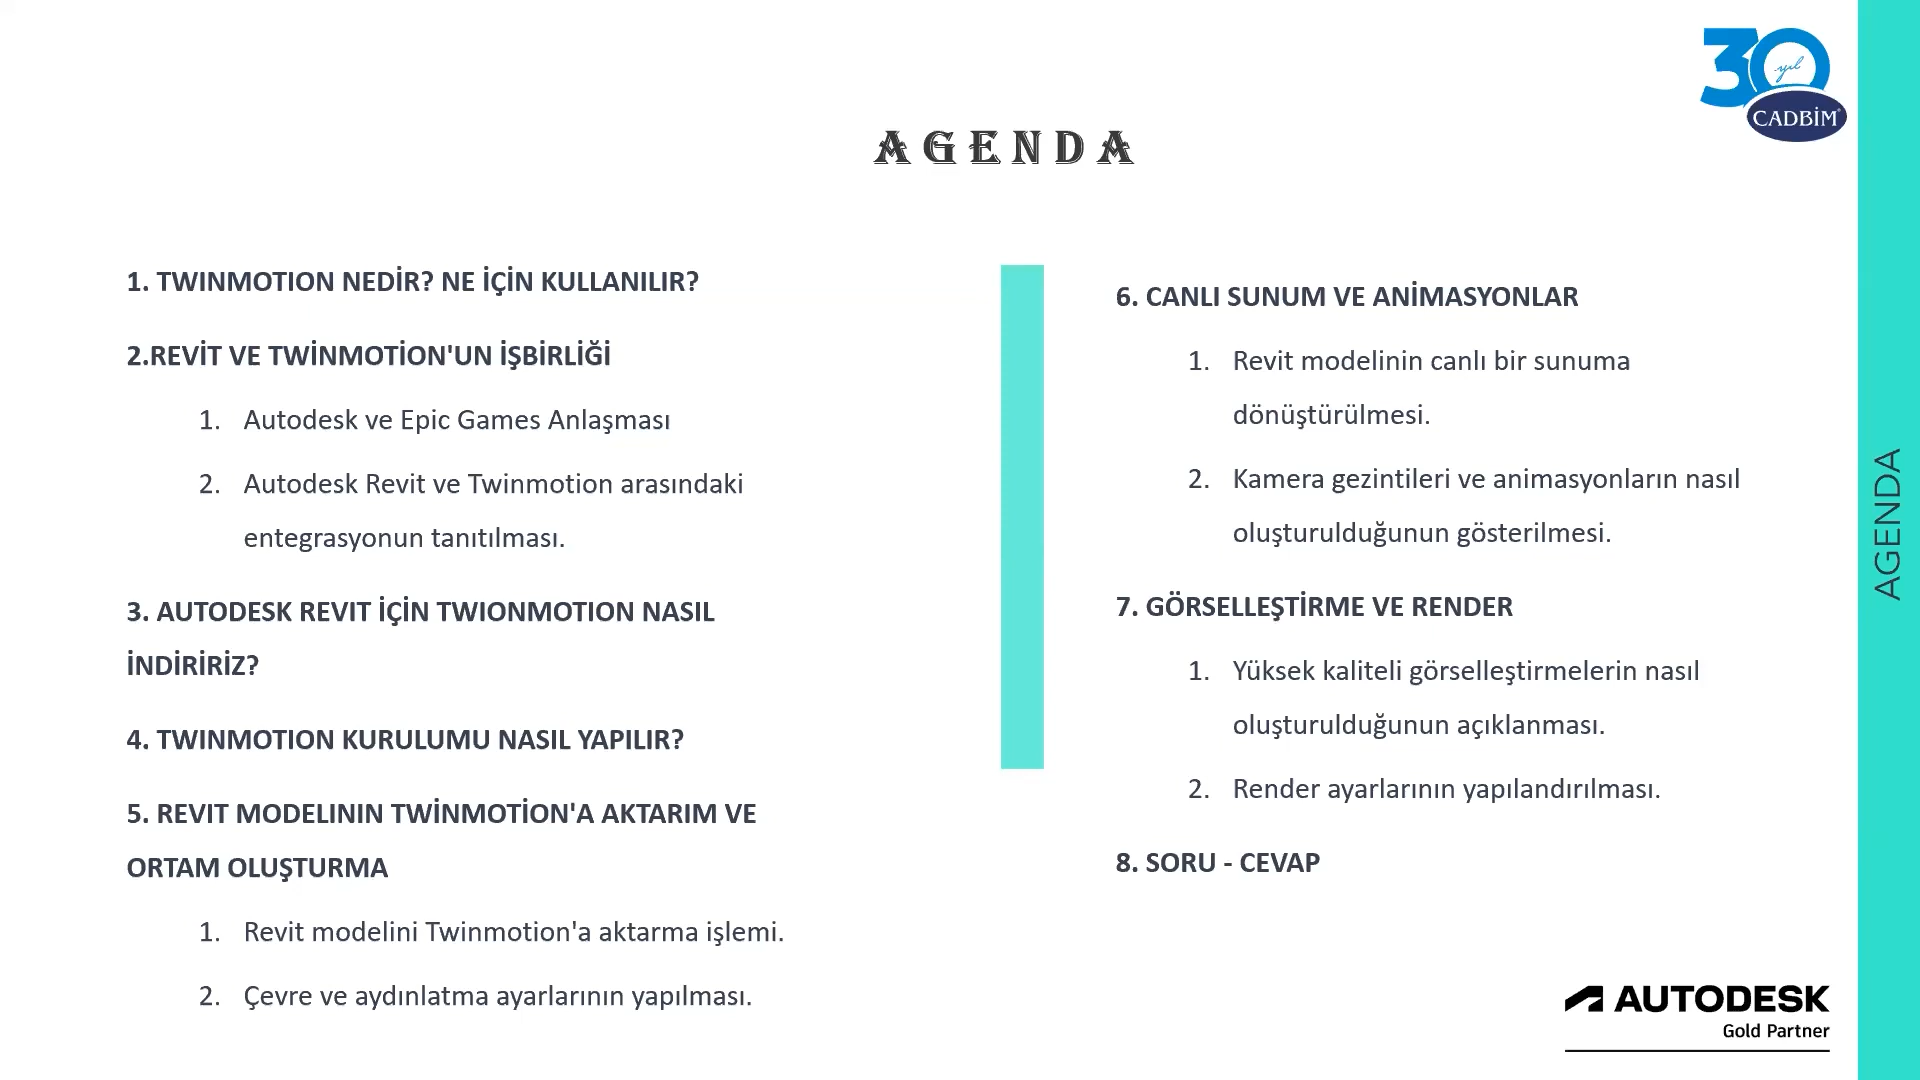 30
yıl
CADBİM
AGENDA
1. TWINMOTION NEDİR? NE İÇİN KULLANILIR?
2.REVİT VE TWİNMOTİON'UN İŞBİRLİĞİ
1. Autodesk ve Epic Games Anlaşması
2. Autodesk Revit ve Twinmotion arasındaki
entegrasyonun tanıtılması.
3. AUTODESK REVIT İÇİN TWIONMOTION NASIL
İNDİRİRİZ?
4. TWINMOTION KURULUMU NASIL YAPILIR?
5. REVIT MODELININ TWİNMOTİON'A AKTARIM VE
ORTAM OLUŞTURMA
1. Revit modelini Twinmotion'a aktarma işlemi.
2. Çevre ve aydınlatma ayarlarının yapılması.
6. CANLI SUNUM VE ANİMASYONLAR
1. Revit modelinin canlı bir sunuma
dönüştürülmesi.
2. Kamera gezintileri ve animasyonların nasıl
oluşturulduğunun gösterilmesi.
7. GÖRSELLEŞTİRME VE RENDER
1. Yüksek kaliteli görselleştirmelerin nasıl
oluşturulduğunun açıklanması.
2. Render ayarlarının yapılandırılması.
8. SORU - CEVAP
AGENDA
AUTODESK
Gold Partner